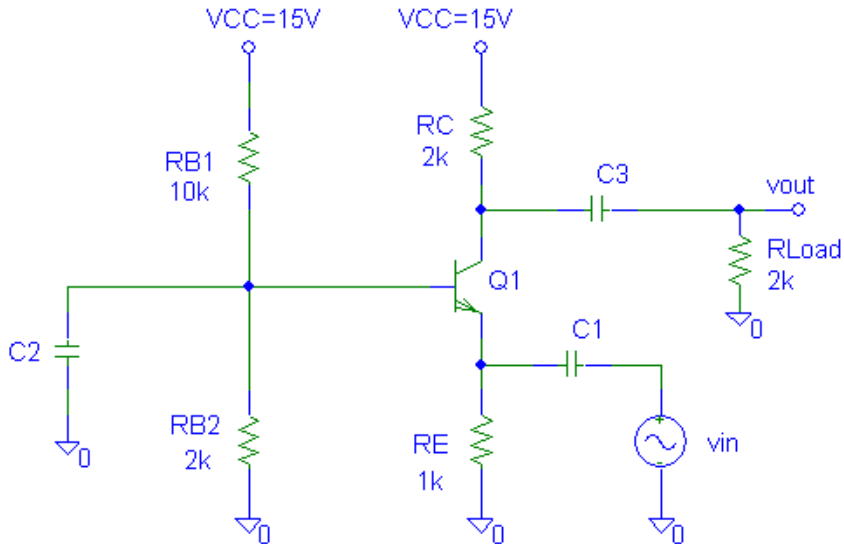 VCC=15V
VCC=15V
RB1
10k
RC
2k
C3
vout
RLoad
2k
0
Q1
C1
C2
0
RB2
2k
0
RE
1k
0
vin
0